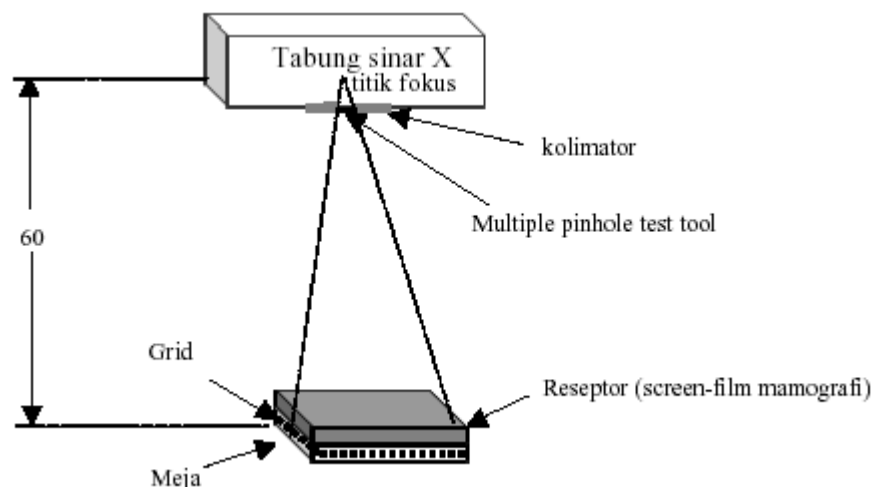 Tabung sinar X
titik fokus
kolimator
Multiple pinhole test tool
60
Grid
Reseptor (screen-film mamografi)
Meja